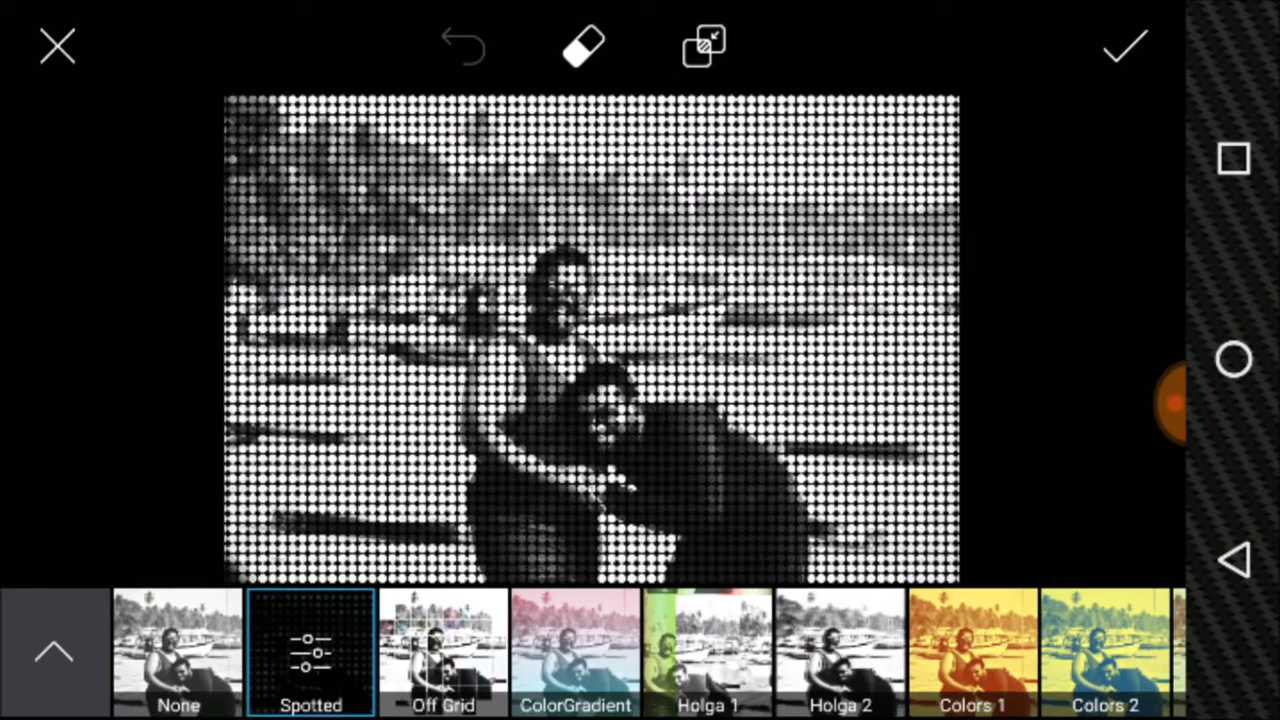 None
Spotted
Off Grid
ColorGradient
Holga 1
Holga 2
Colors 1
Colors 2